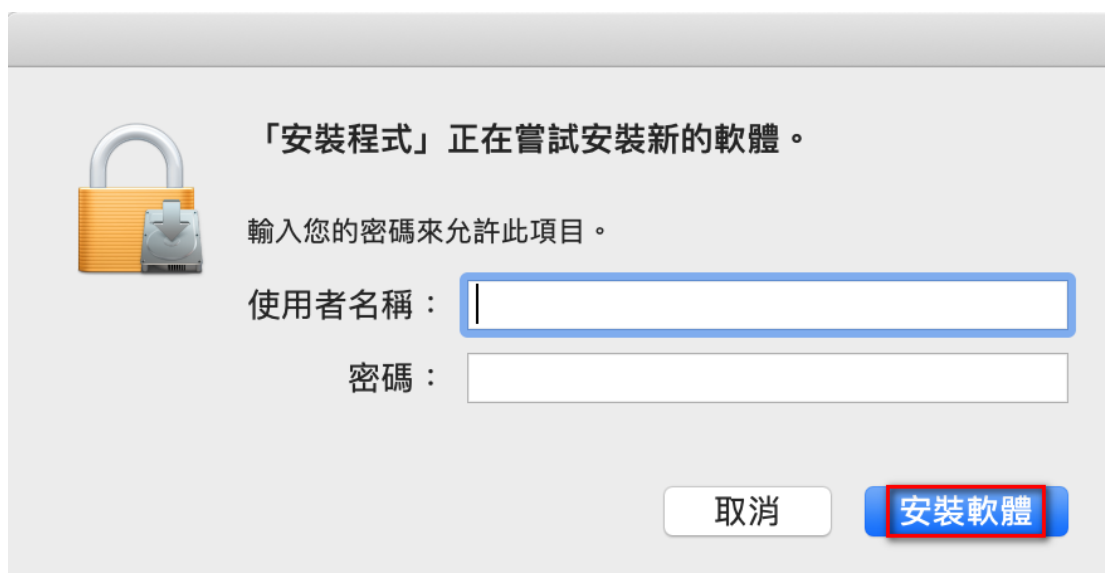 「安裝程式」正在嘗試安裝新的軟體。
輸入您的密碼來允許此項目。
使用者名稱：
密碼：
取消 安裝軟體